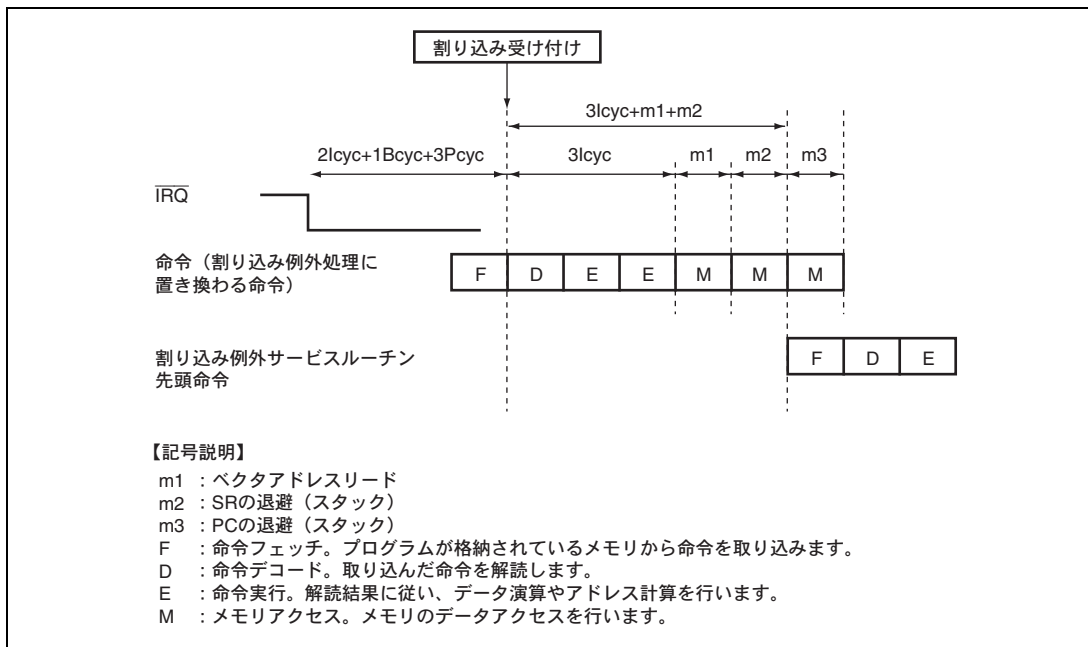 割り込み受け付け
3Icyc+m1+m2
2Icyc+1Bcyc+3Pcyc
3Icyc
m1
m2
m3
IRQ
命令(割り込み例外処理に
置き換わる命令)
F D E E M M M
割り込み例外サービスルーチン
先頭命令
F D E
【記号説明】
m1 :ベクタアドレスリード
m2 :SRの退避(スタック)
m3 :PCの退避(スタック)
F :命令フェッチ。プログラムが格納されているメモリから命令を取り込みます。
D :命令デコード。取り込んだ命令を解読します。
E :命令実行。解読結果に従い、データ演算やアドレス計算を行います。
M :メモリアクセス。メモリのデータアクセスを行います。